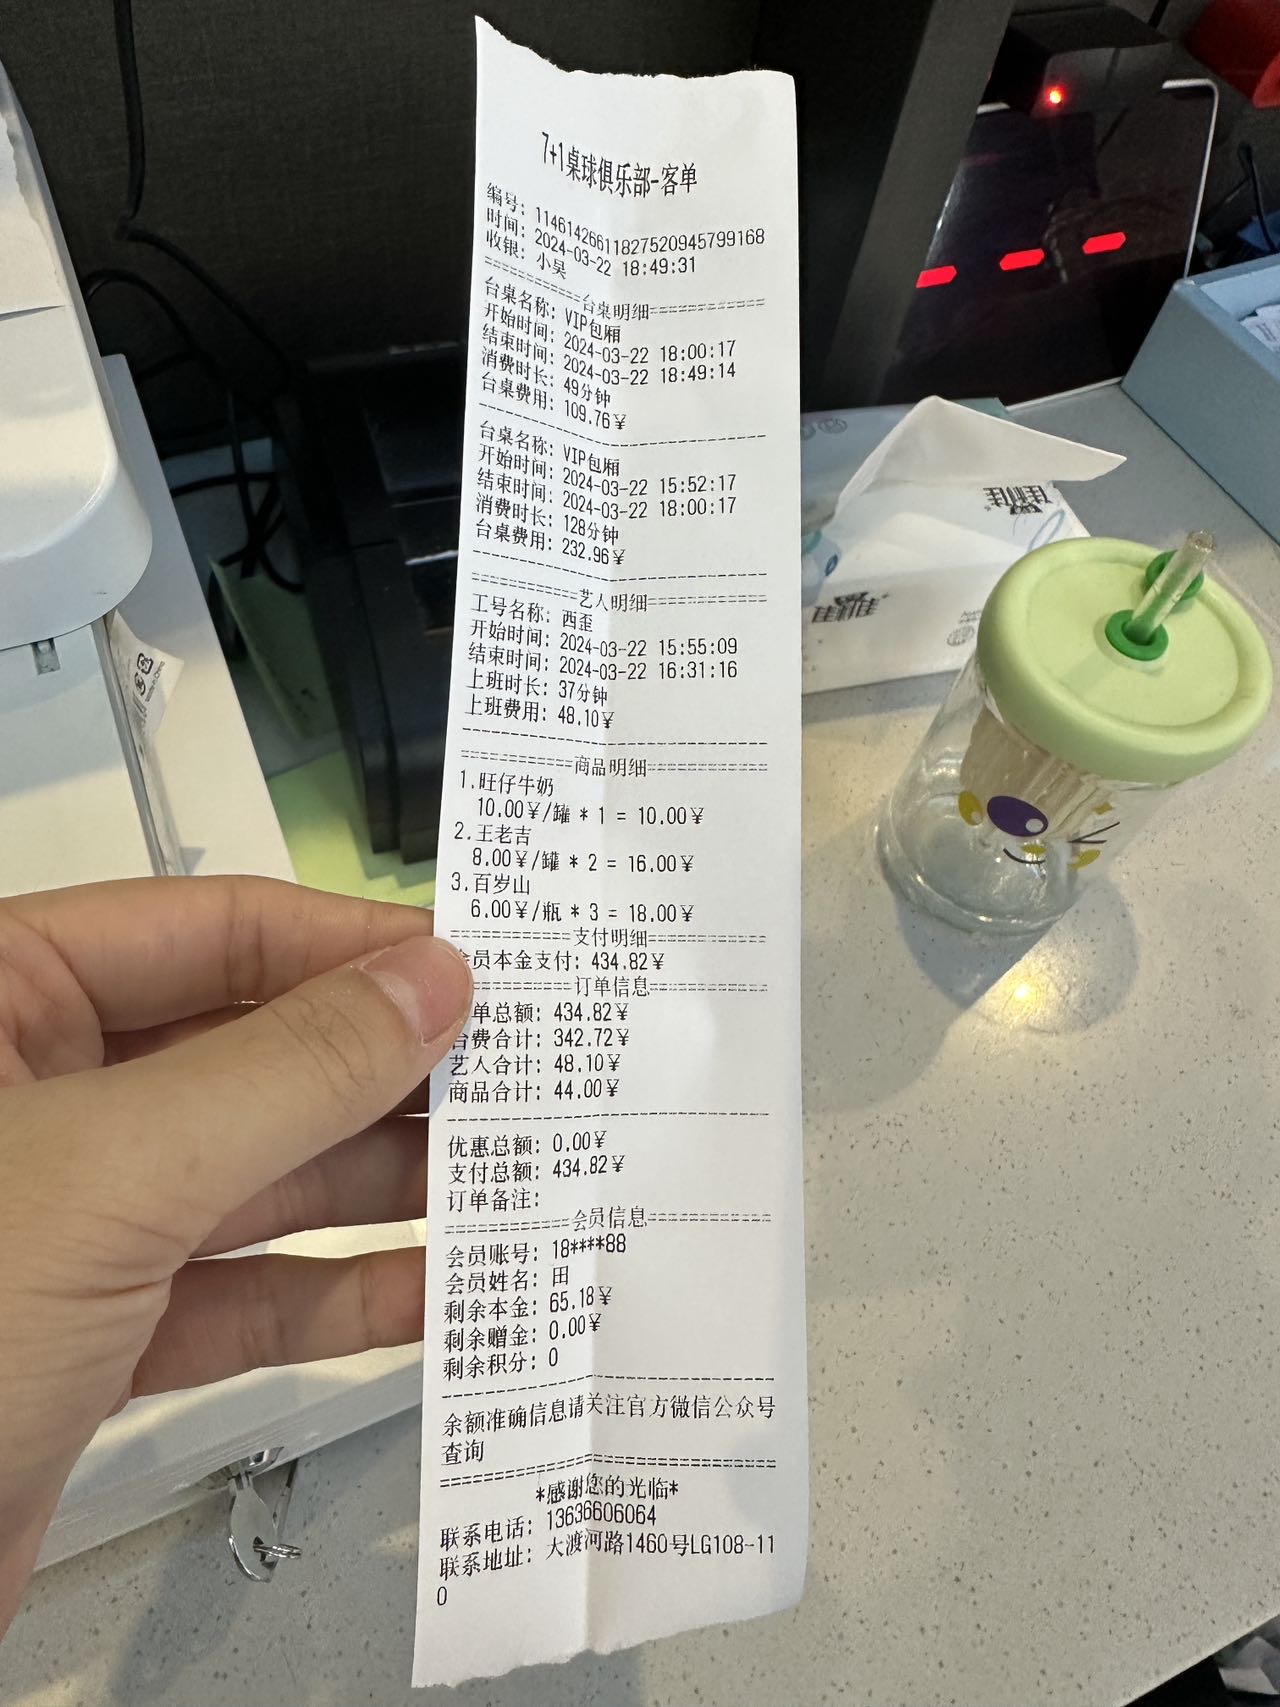 7+1桌球俱乐部-客单
编号: 1146142661182752094579​9168
时间: 2024-03-22 18:49:31
收银: 小昊
===========台桌明细===========
台桌名称: VIP包厢
开始时间: 2024-03-22 18:00:17
结束时间: 2024-03-22 18:49:14
消费时长: 49分钟
台桌费用: 109.76￥
台桌名称: VIP包厢
开始时间: 2024-03-22 15:52:17
结束时间: 2024-03-22 18:00:17
消费时长: 128分钟
台桌费用: 232.96￥
===========艺人明细===========
工号名称: 西歪
开始时间: 2024-03-22 15:55:09
结束时间: 2024-03-22 16:31:16
上班时长: 37分钟
上班费用: 48.10￥
===========商品明细===========
1.旺仔牛奶
10.00￥/罐 * 1 = 10.00￥
2.王老吉
8.00￥/罐 * 2 = 16.00￥
3.百岁山
6.00￥/瓶 * 3 = 18.00￥
===========支付明细===========
会员本金支付: 434.82￥
===========订单信息===========
单总额: 434.82￥
台费合计: 342.72￥
艺人合计: 48.10￥
商品合计: 44.00￥
优惠总额: 0.00￥
支付总额: 434.82￥
订单备注:
===========会员信息===========
会员账号: 18****88
会员姓名: 田
剩余本金: 65.18￥
剩余赠金: 0.00￥
剩余积分: 0
余额准确信息请关注官方微信公众号
查询
*感谢您的光临*
联系电话: 13636606064
联系地址: 大渡河路1460号LG108-11
0